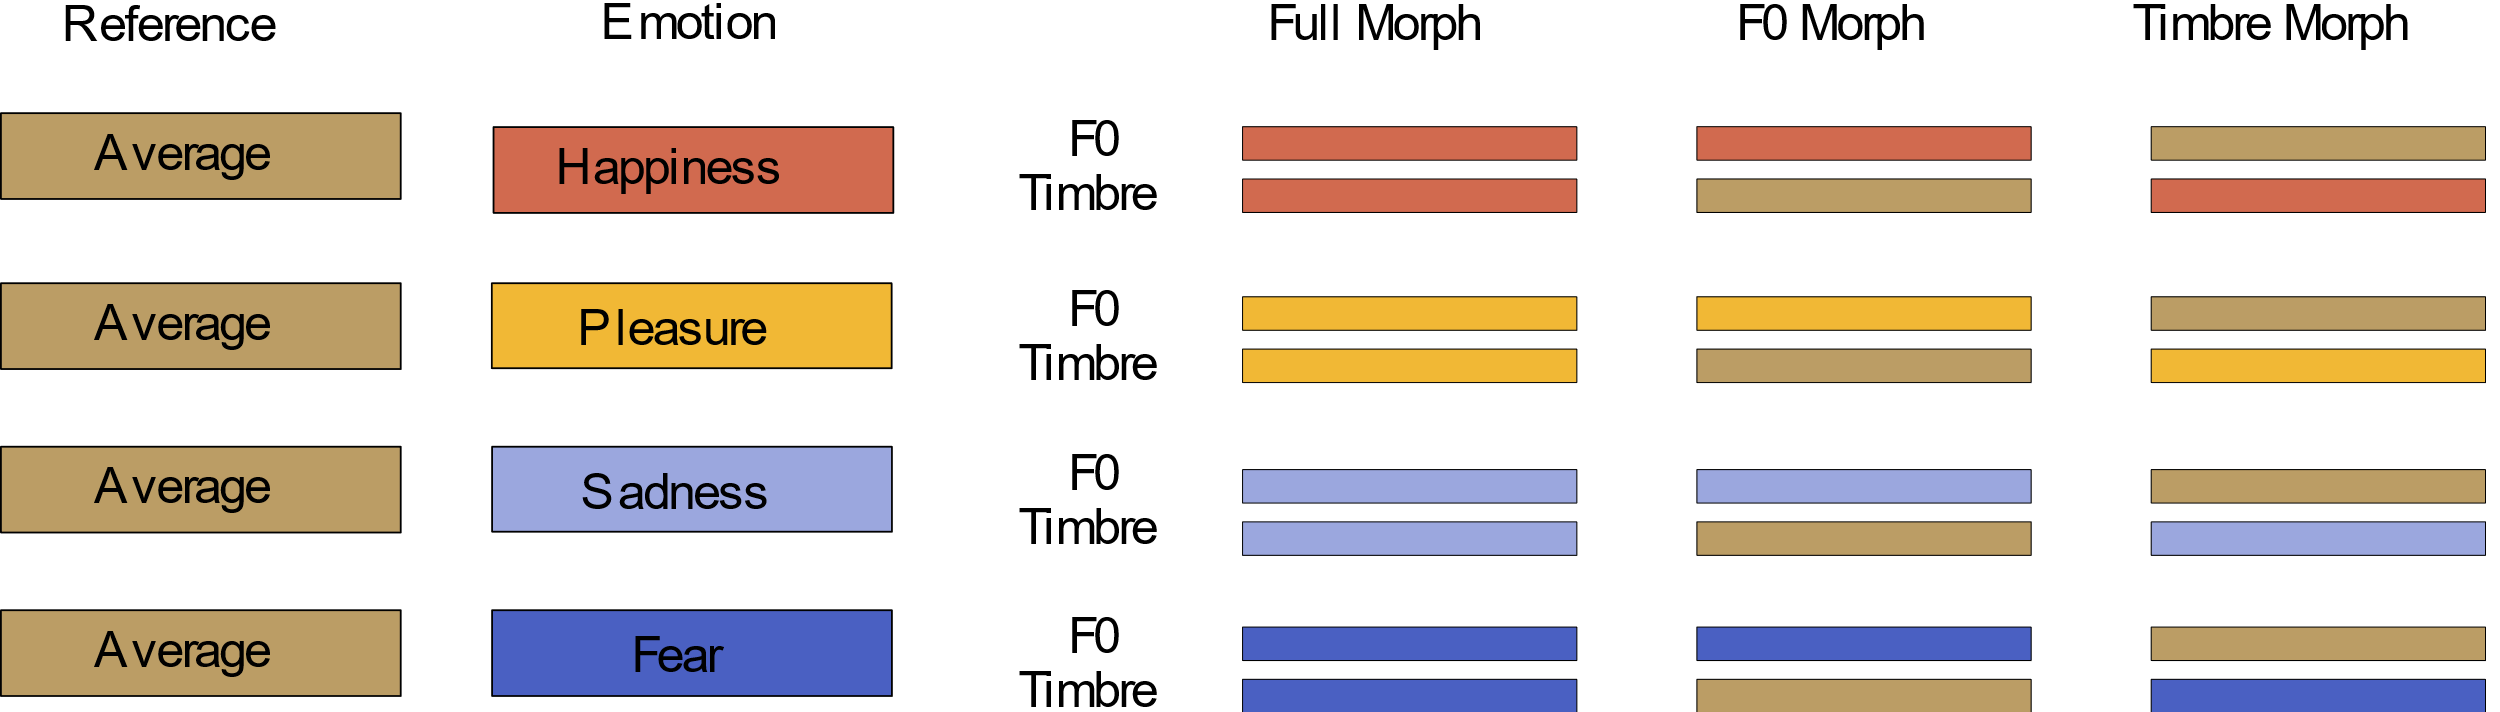 Reference Emotion Full Morph F0 Morph Timbre Morph
Average Happiness F0
Timbre
Average Pleasure F0
Timbre
Average Sadness F0
Timbre
Average Fear F0
Timbre